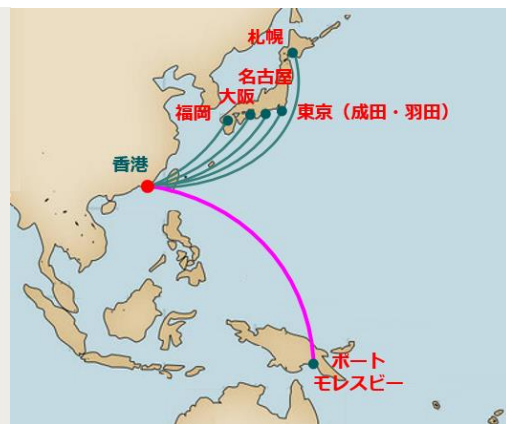 札幌
名古屋
大阪
福岡
東京（成田・羽田）
香港
ポート
モレスビー